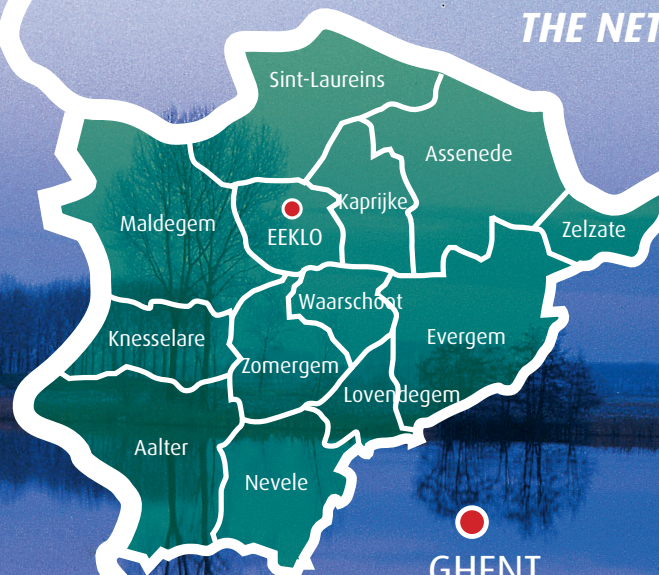 THE NET
Sint-Laureins
Assenede
Kaprijke
Maldegem
EEKLO
Zelzate
Waarschoot
Knesselare
Evergem
Zomergem
Lovendegem
Aalter
Nevele
GHENT